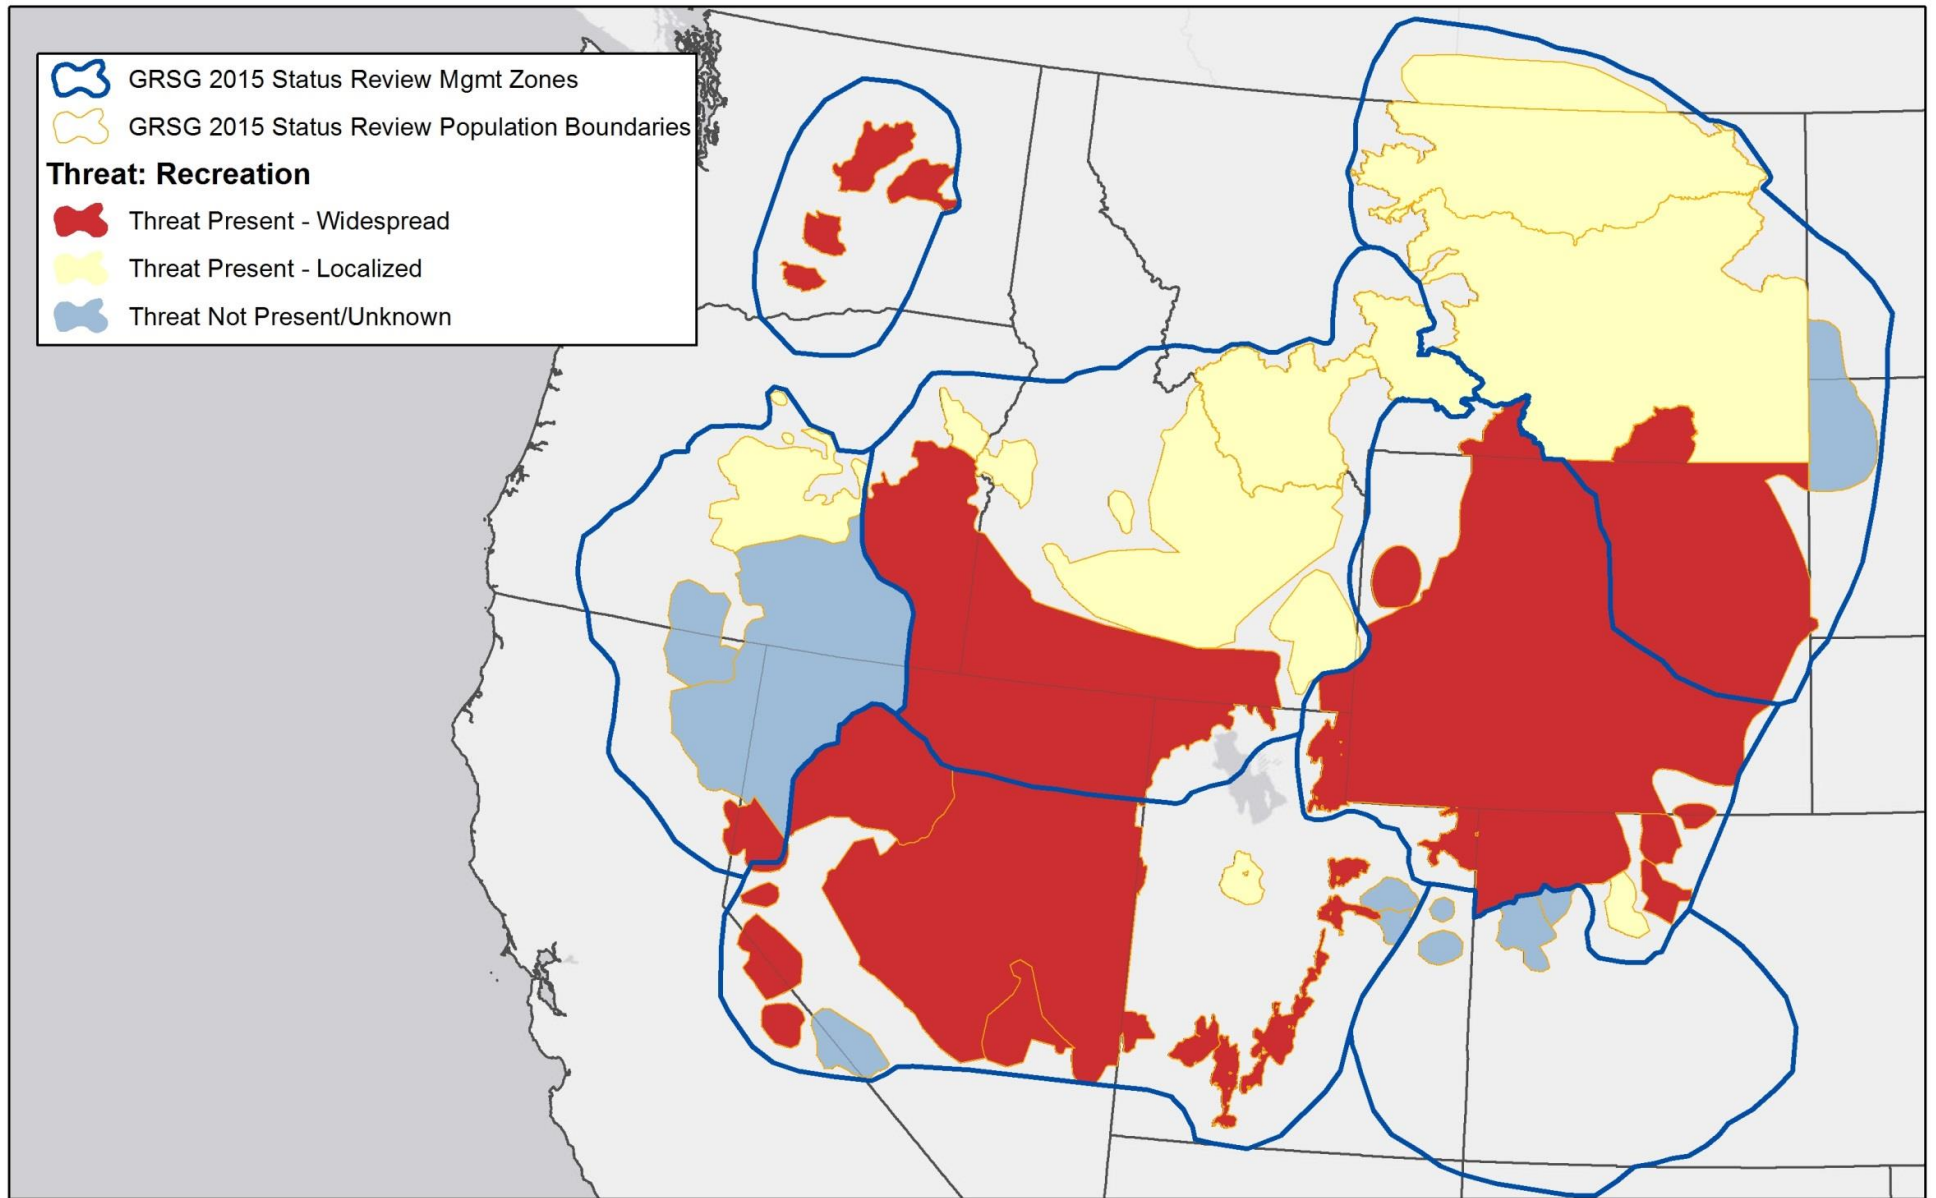 GRSG 2015 Status Review Mgmt Zones
GRSG 2015 Status Review Population Boundaries
Threat: Recreation
Threat Present - Widespread
Threat Present - Localized
Threat Not Present/Unknown